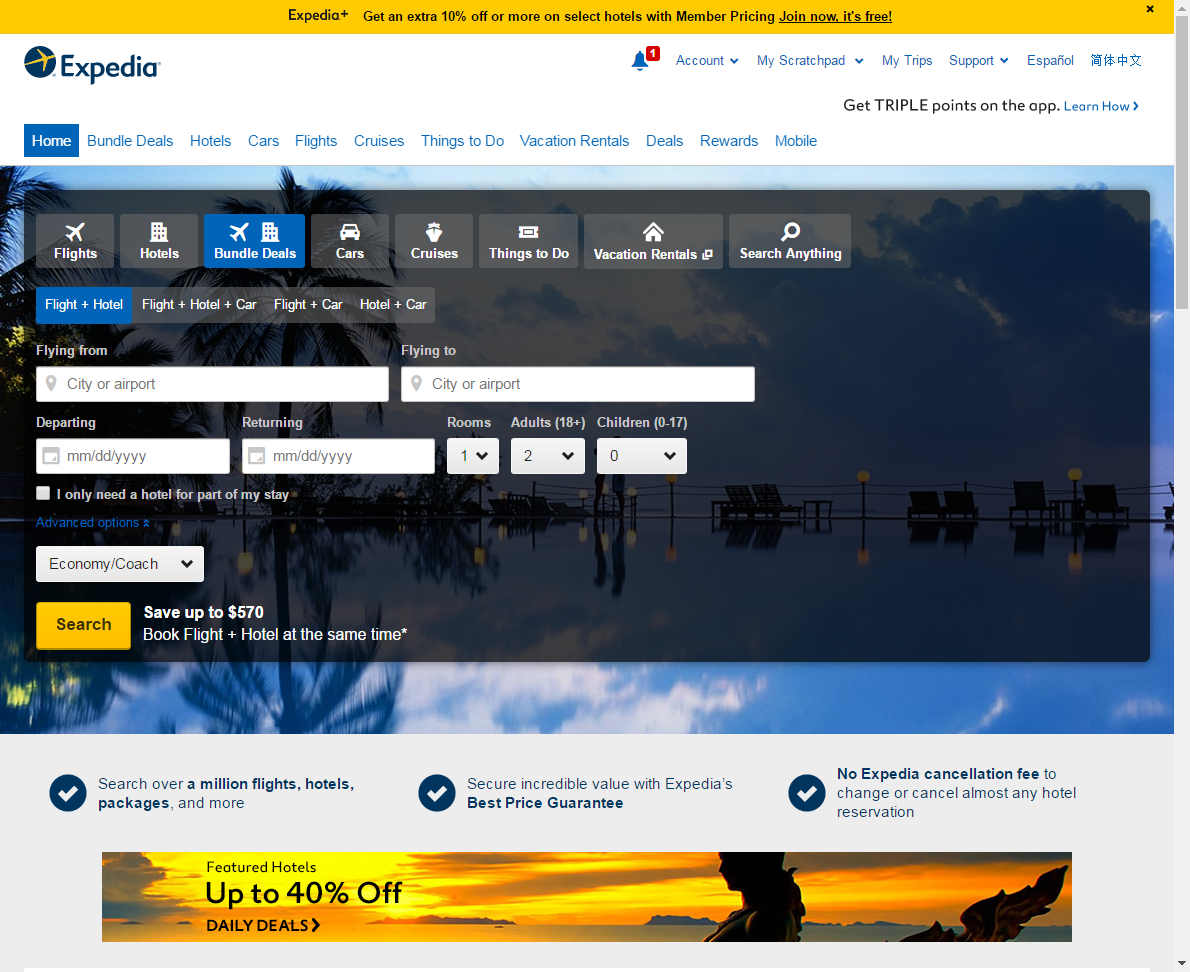 Expedia+ Get an extra 10% off or more on select hotels with Member Pricing Join now, it's free!
Expedia
1 Account My Scratchpad My Trips Support Español 简体中文
Get TRIPLE points on the app. Learn How
Home Bundle Deals Hotels Cars Flights Cruises Things to Do Vacation Rentals Deals Rewards Mobile
Flights Hotels Bundle Deals Cars Cruises Things to Do Vacation Rentals Search Anything
Flight + Hotel Flight + Hotel + Car Flight + Car Hotel + Car
Flying from Flying to
City or airport City or airport
Departing Returning Rooms Adults (18+) Children (0-17)
mm/dd/yyyy mm/dd/yyyy 1 2 0
I only need a hotel for part of my stay
Advanced options
Economy/Coach
Search
Save up to $570
Book Flight + Hotel at the same time*
Search over a million flights, hotels,
packages, and more
Secure incredible value with Expedia's
Best Price Guarantee
No Expedia cancellation fee to
change or cancel almost any hotel
reservation
Featured Hotels
Up to 40% Off
DAILY DEALS